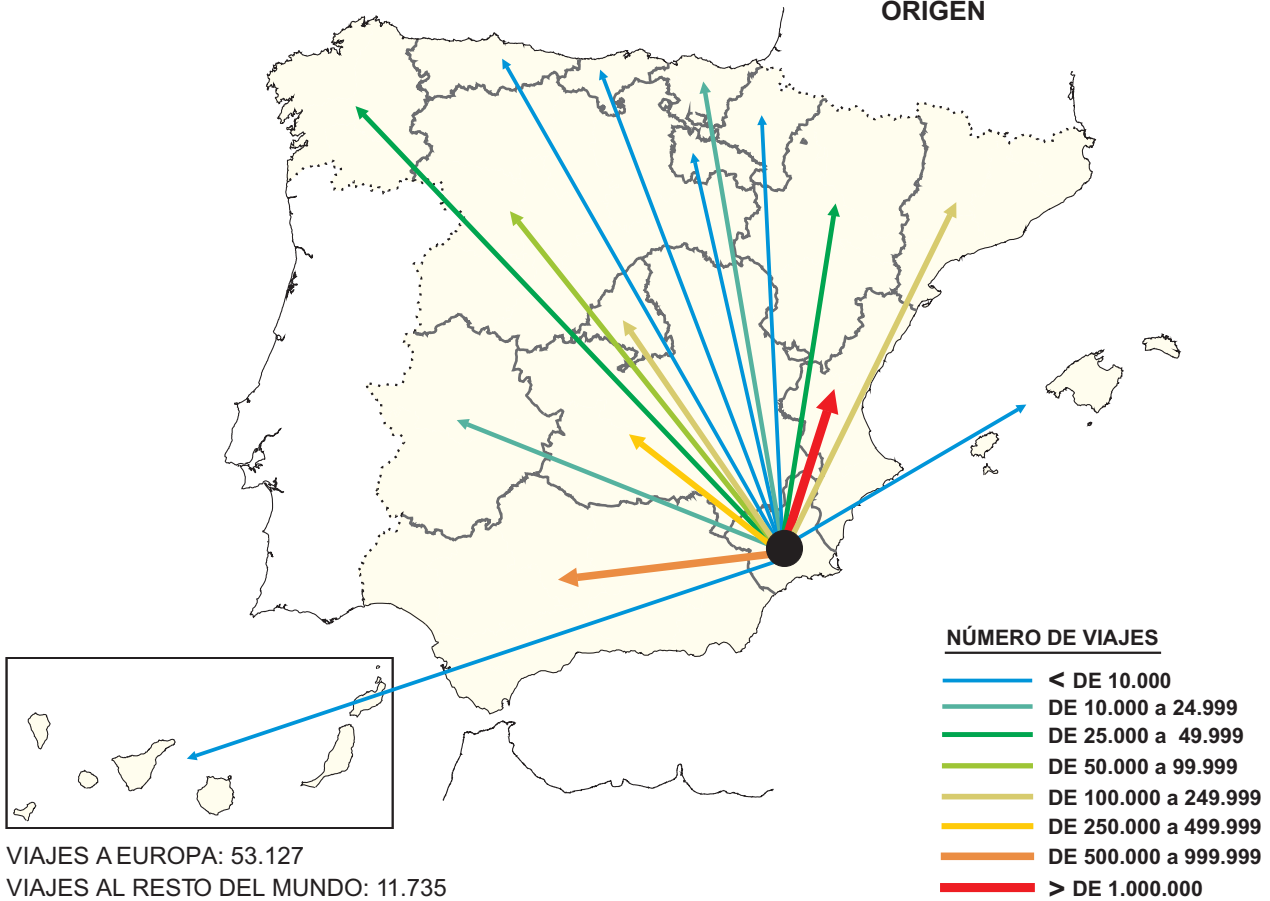 ORIGEN
NÚMERO DE VIAJES
< DE 10.000
DE 10.000 a 24.999
DE 25.000 a 49.999
DE 50.000 a 99.999
DE 100.000 a 249.999
DE 250.000 a 499.999
DE 500.000 a 999.999
> DE 1.000.000
VIAJES A EUROPA: 53.127
VIAJES AL RESTO DEL MUNDO: 11.735